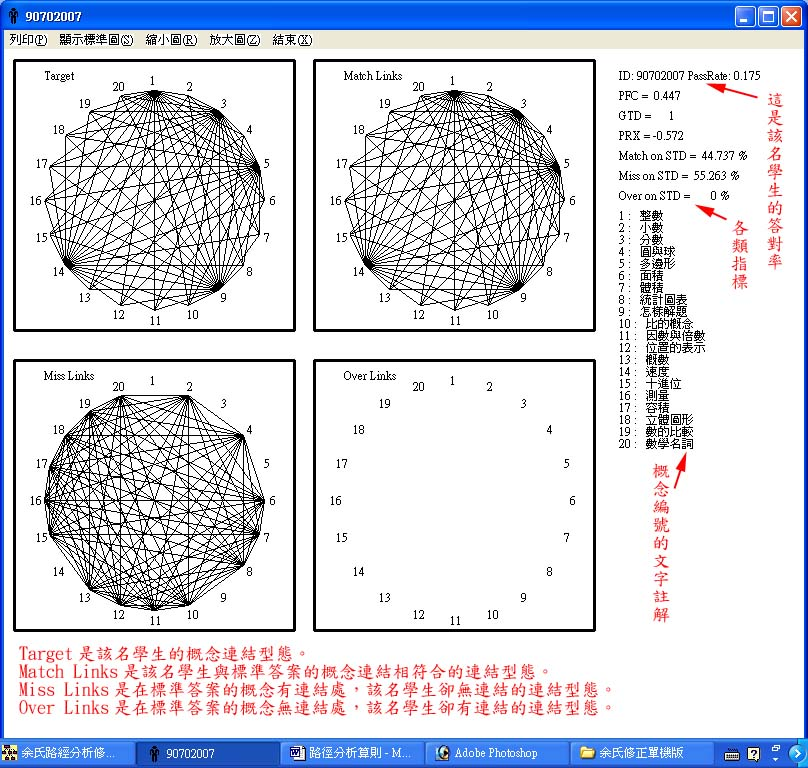 90702007
列印(P) 顯示標準圖(S) 縮小圖(R) 放大圖(Z) 結束(X)
Target
1
2
3
4
5
6
7
8
9
10
11
12
13
14
15
16
17
18
19
20
Match Links
1
2
3
4
5
6
7
8
9
10
11
12
13
14
15
16
17
18
19
20
Miss Links
1
2
3
4
5
6
7
8
9
10
11
12
13
14
15
16
17
18
19
20
Over Links
1
2
3
4
5
6
7
8
9
10
11
12
13
14
15
16
17
18
19
20
ID: 90702007 PassRate: 0.175
PFC = 0.447
GTD = 1
PRX = -0.572
Match on STD = 44.737 %
Miss on STD = 55.263 %
Over on STD = 0 %
1 : 整數
2 : 小數
3 : 分數
4 : 圓與球
5 : 多邊形
6 : 面積
7 : 體積
8 : 統計圖表
9 : 怎樣解題
10 : 比的概念
11 : 因數與倍數
12 : 位置的表示
13 : 概數
14 : 速度
15 : 十進位
16 : 測量
17 : 容積
18 : 立體圖形
19 : 數的比較
20 : 數學名詞
這是該名學生的答對率
各類指標
概念編號的文字註解
Target 是該名學生的概念連結型態。
Match Links 是該名學生與標準答案的概念連結相符合的連結型態。
Miss Links 是在標準答案的概念有連結處，該名學生卻無連結的連結型態。
Over Links 是在標準答案的概念無連結處，該名學生卻有連結的連結型態。
余氏路經分析修...
90702007
路徑分析算則 - M...
Adobe Photoshop
余氏修正單機版